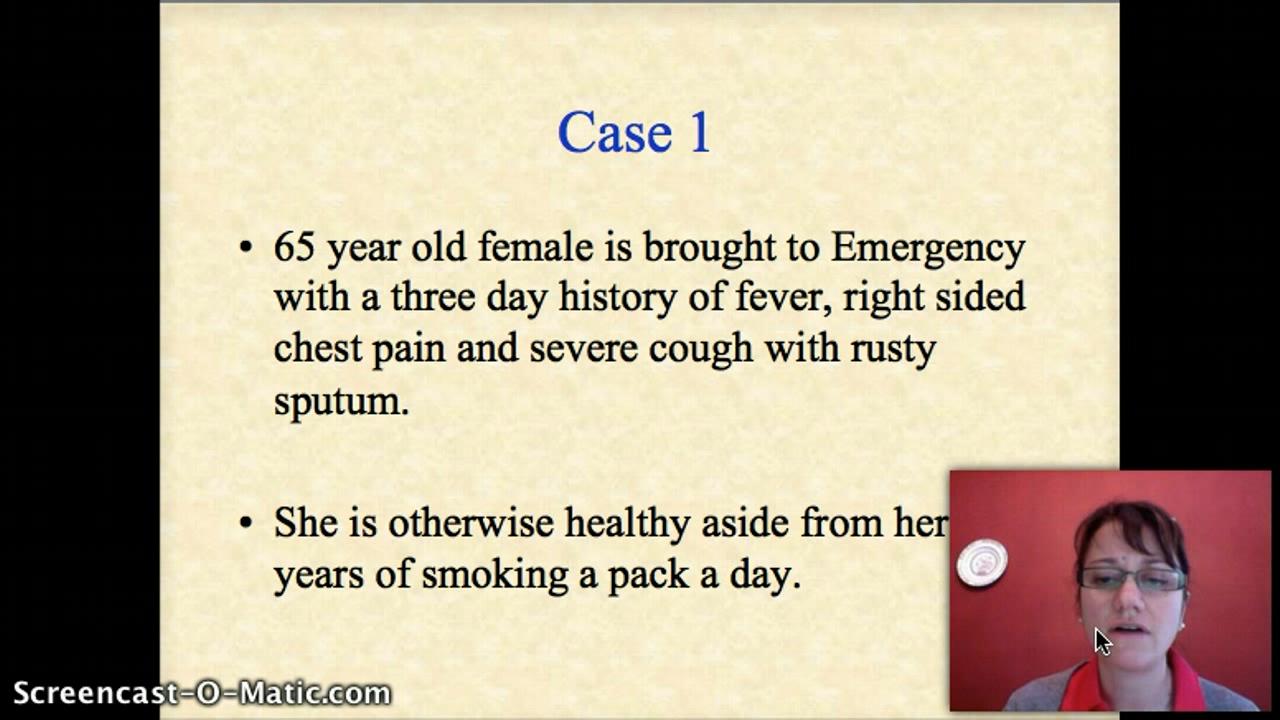 Case 1
• 65 year old female is brought to Emergency
with a three day history of fever, right sided
chest pain and severe cough with rusty
sputum.
• She is otherwise healthy aside from her
years of smoking a pack a day.
Screencast-O-Matic.com